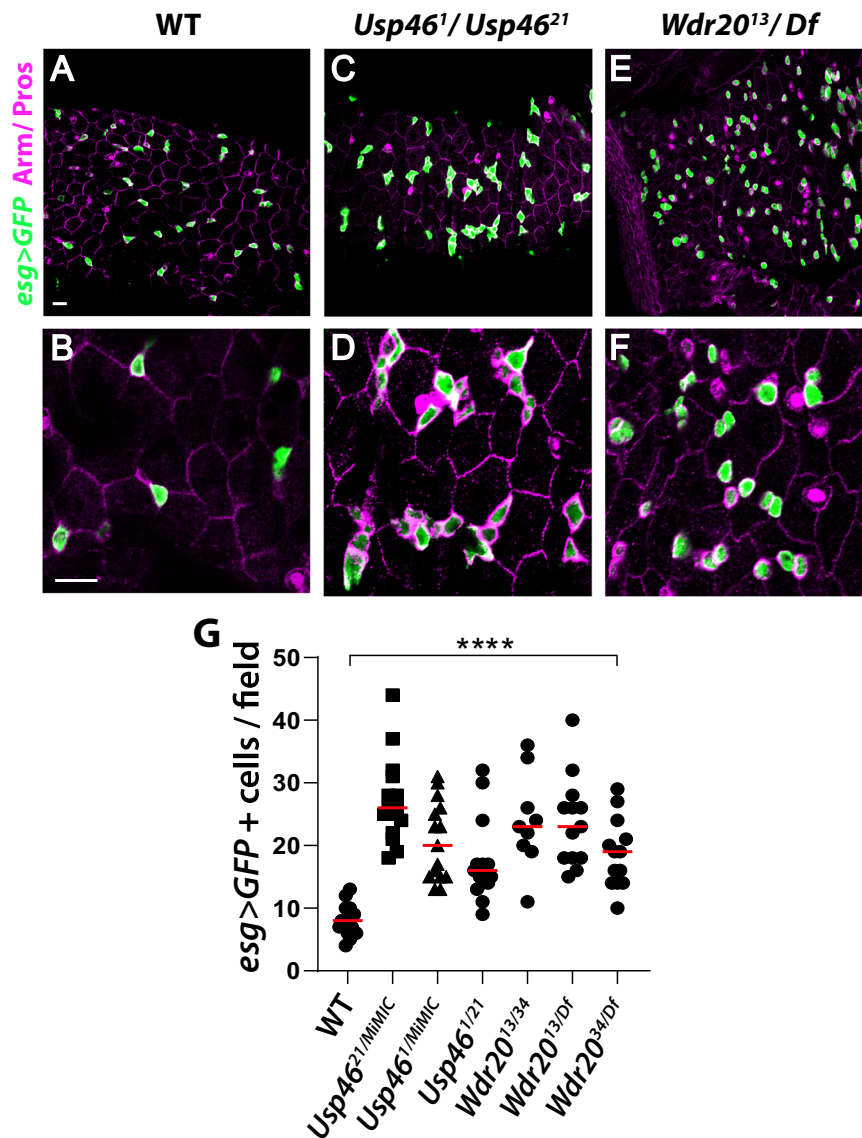 WT Usp46¹/Usp46²¹ Wdr20¹³/Df
esg>GFP Arm/Pros
A C E
B D F
G
****
esg>GFP + cells / field
50
40
30
20
10
0
WT
Usp46²¹/ᴹⁱᴹᴵᶜ
Usp46¹/ᴹⁱᴹᴵᶜ
Usp46¹/²¹
Wdr20¹³/³⁴
Wdr20¹³/ᴰᶠ
Wdr20³⁴/ᴰᶠ